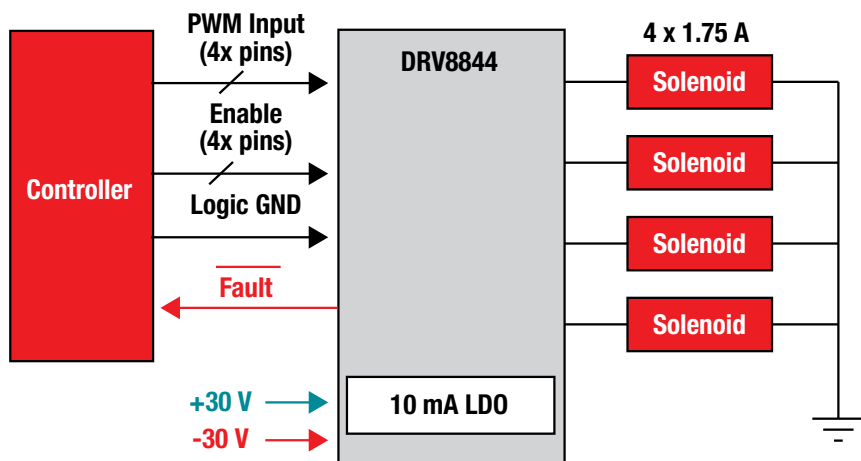 PWM Input
(4x pins)
Enable
(4x pins)
Logic GND
Controller
Fault
+30 V
-30 V
DRV8844
10 mA LDO
4 x 1.75 A
Solenoid
Solenoid
Solenoid
Solenoid